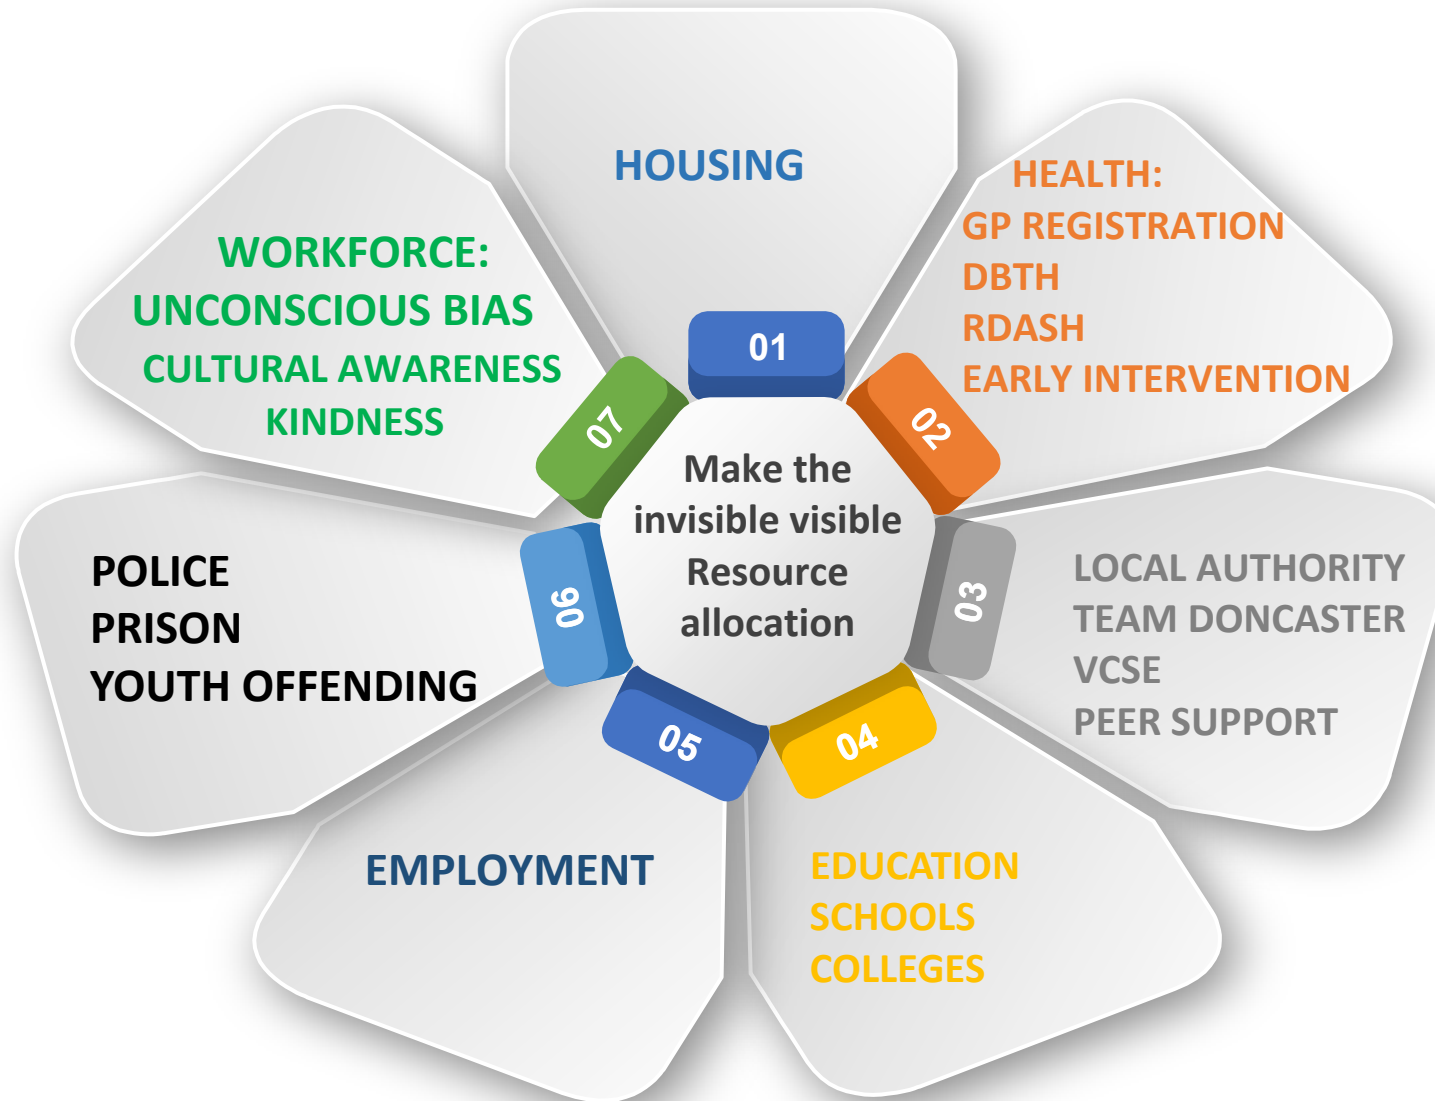 HOUSING
01
HEALTH:
GP REGISTRATION
DBTH
RDASH
EARLY INTERVENTION
02
LOCAL AUTHORITY
TEAM DONCASTER
VCSE
PEER SUPPORT
03
EDUCATION
SCHOOLS
COLLEGES
04
EMPLOYMENT
05
POLICE
PRISON
YOUTH OFFENDING
06
WORKFORCE:
UNCONSCIOUS BIAS
CULTURAL AWARENESS
KINDNESS
07
Make the
invisible visible
Resource
allocation